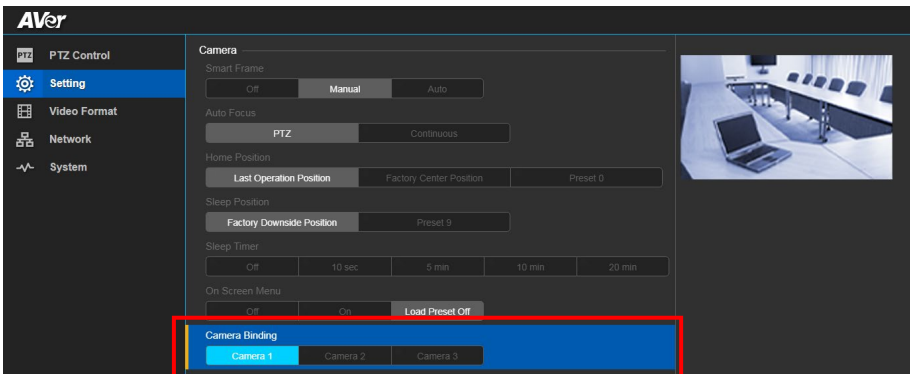 AVer
PTZ PTZ Control
Setting
Video Format
Network
System
Camera
Smart Frame
Off Manual Auto
Auto Focus
PTZ Continuous
Home Position
Last Operation Position Factory Center Position Preset 0
Sleep Position
Factory Downside Position Preset 9
Sleep Timer
Off 10 sec 5 min 10 min 20 min
On Screen Menu
Off On Load Preset Off
Camera Binding
Camera 1 Camera 2 Camera 3